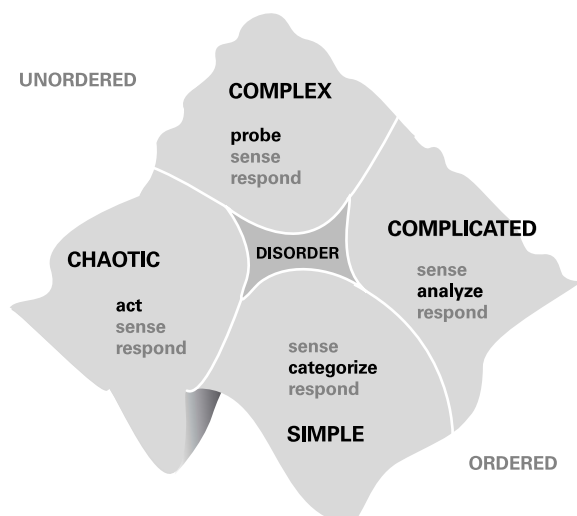 UNORDERED
COMPLEX
probe
sense
respond
CHAOTIC
act
sense
respond
DISORDER
COMPLICATED
sense
analyze
respond
sense
categorize
respond
SIMPLE
ORDERED